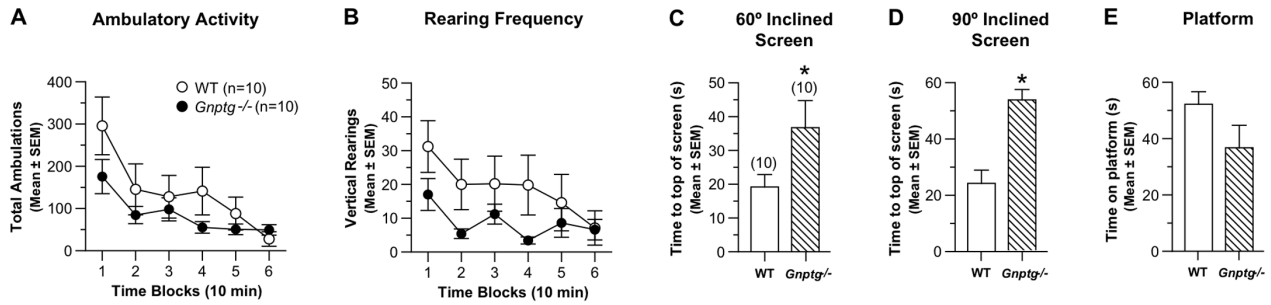 A
Ambulatory Activity
Total Ambulations
(Mean ± SEM)
400
300
200
100
0
WT (n=10)
Gnptg -/- (n=10)
1 2 3 4 5 6
Time Blocks (10 min)
B
Rearing Frequency
Vertical Rearings
(Mean ± SEM)
50
40
30
20
10
0
1 2 3 4 5 6
Time Blocks (10 min)
C
60º Inclined
Screen
Time to top of screen (s)
(Mean ± SEM)
50
40
30
20
10
0
(10)
*
(10)
WT Gnptg-/-
D
90º Inclined
Screen
Time to top of screen (s)
(Mean ± SEM)
60
40
20
0
*
WT Gnptg-/-
E
Platform
Time on platform (s)
(Mean ± SEM)
60
40
20
0
WT Gnptg-/-